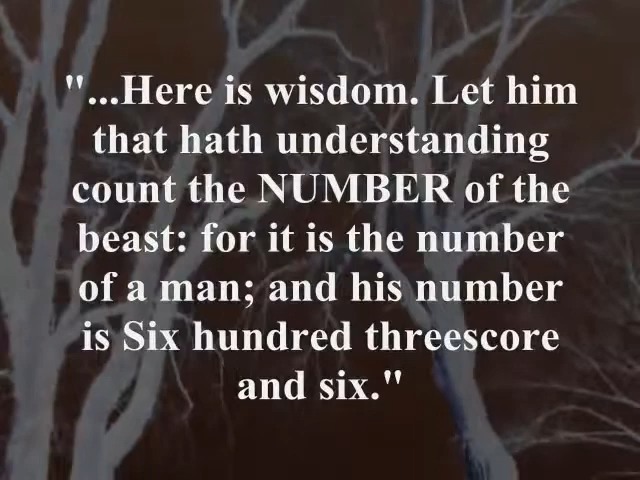 "...Here is wisdom. Let him
that hath understanding
count the NUMBER of the
beast: for it is the number
of a man; and his number
is Six hundred threescore
and six."